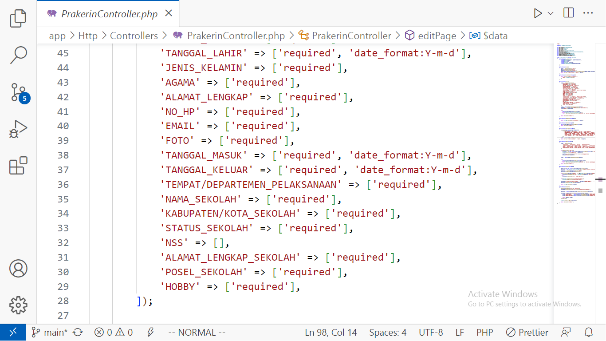 PrakerinController.php
app > Http > Controllers > PrakerinController.php > PrakerinController > editPage > $data
45 'TANGGAL_LAHIR' => ['required', 'date_format:Y-m-d'],
44 'JENIS_KELAMIN' => ['required'],
43 'AGAMA' => ['required'],
42 'ALAMAT_LENGKAP' => ['required'],
41 'NO_HP' => ['required'],
40 'EMAIL' => ['required'],
39 'FOTO' => ['required'],
38 'TANGGAL_MASUK' => ['required', 'date_format:Y-m-d'],
37 'TANGGAL_KELUAR' => ['required', 'date_format:Y-m-d'],
36 'TEMPAT/DEPARTEMEN_PELAKSANAAN' => ['required'],
35 'NAMA_SEKOLAH' => ['required'],
34 'KABUPATEN/KOTA_SEKOLAH' => ['required'],
33 'STATUS_SEKOLAH' => ['required'],
32 'NSS' => [],
31 'ALAMAT_LENGKAP_SEKOLAH' => ['required'],
30 'POSEL_SEKOLAH' => ['required'],
29 'HOBBY' => ['required'],
28 ]);
27
5
Activate Windows
Go to PC settings to activate Windows.
main* 0 0 -- NORMAL -- Ln 98, Col 14 Spaces: 4 UTF-8 LF PHP Prettier